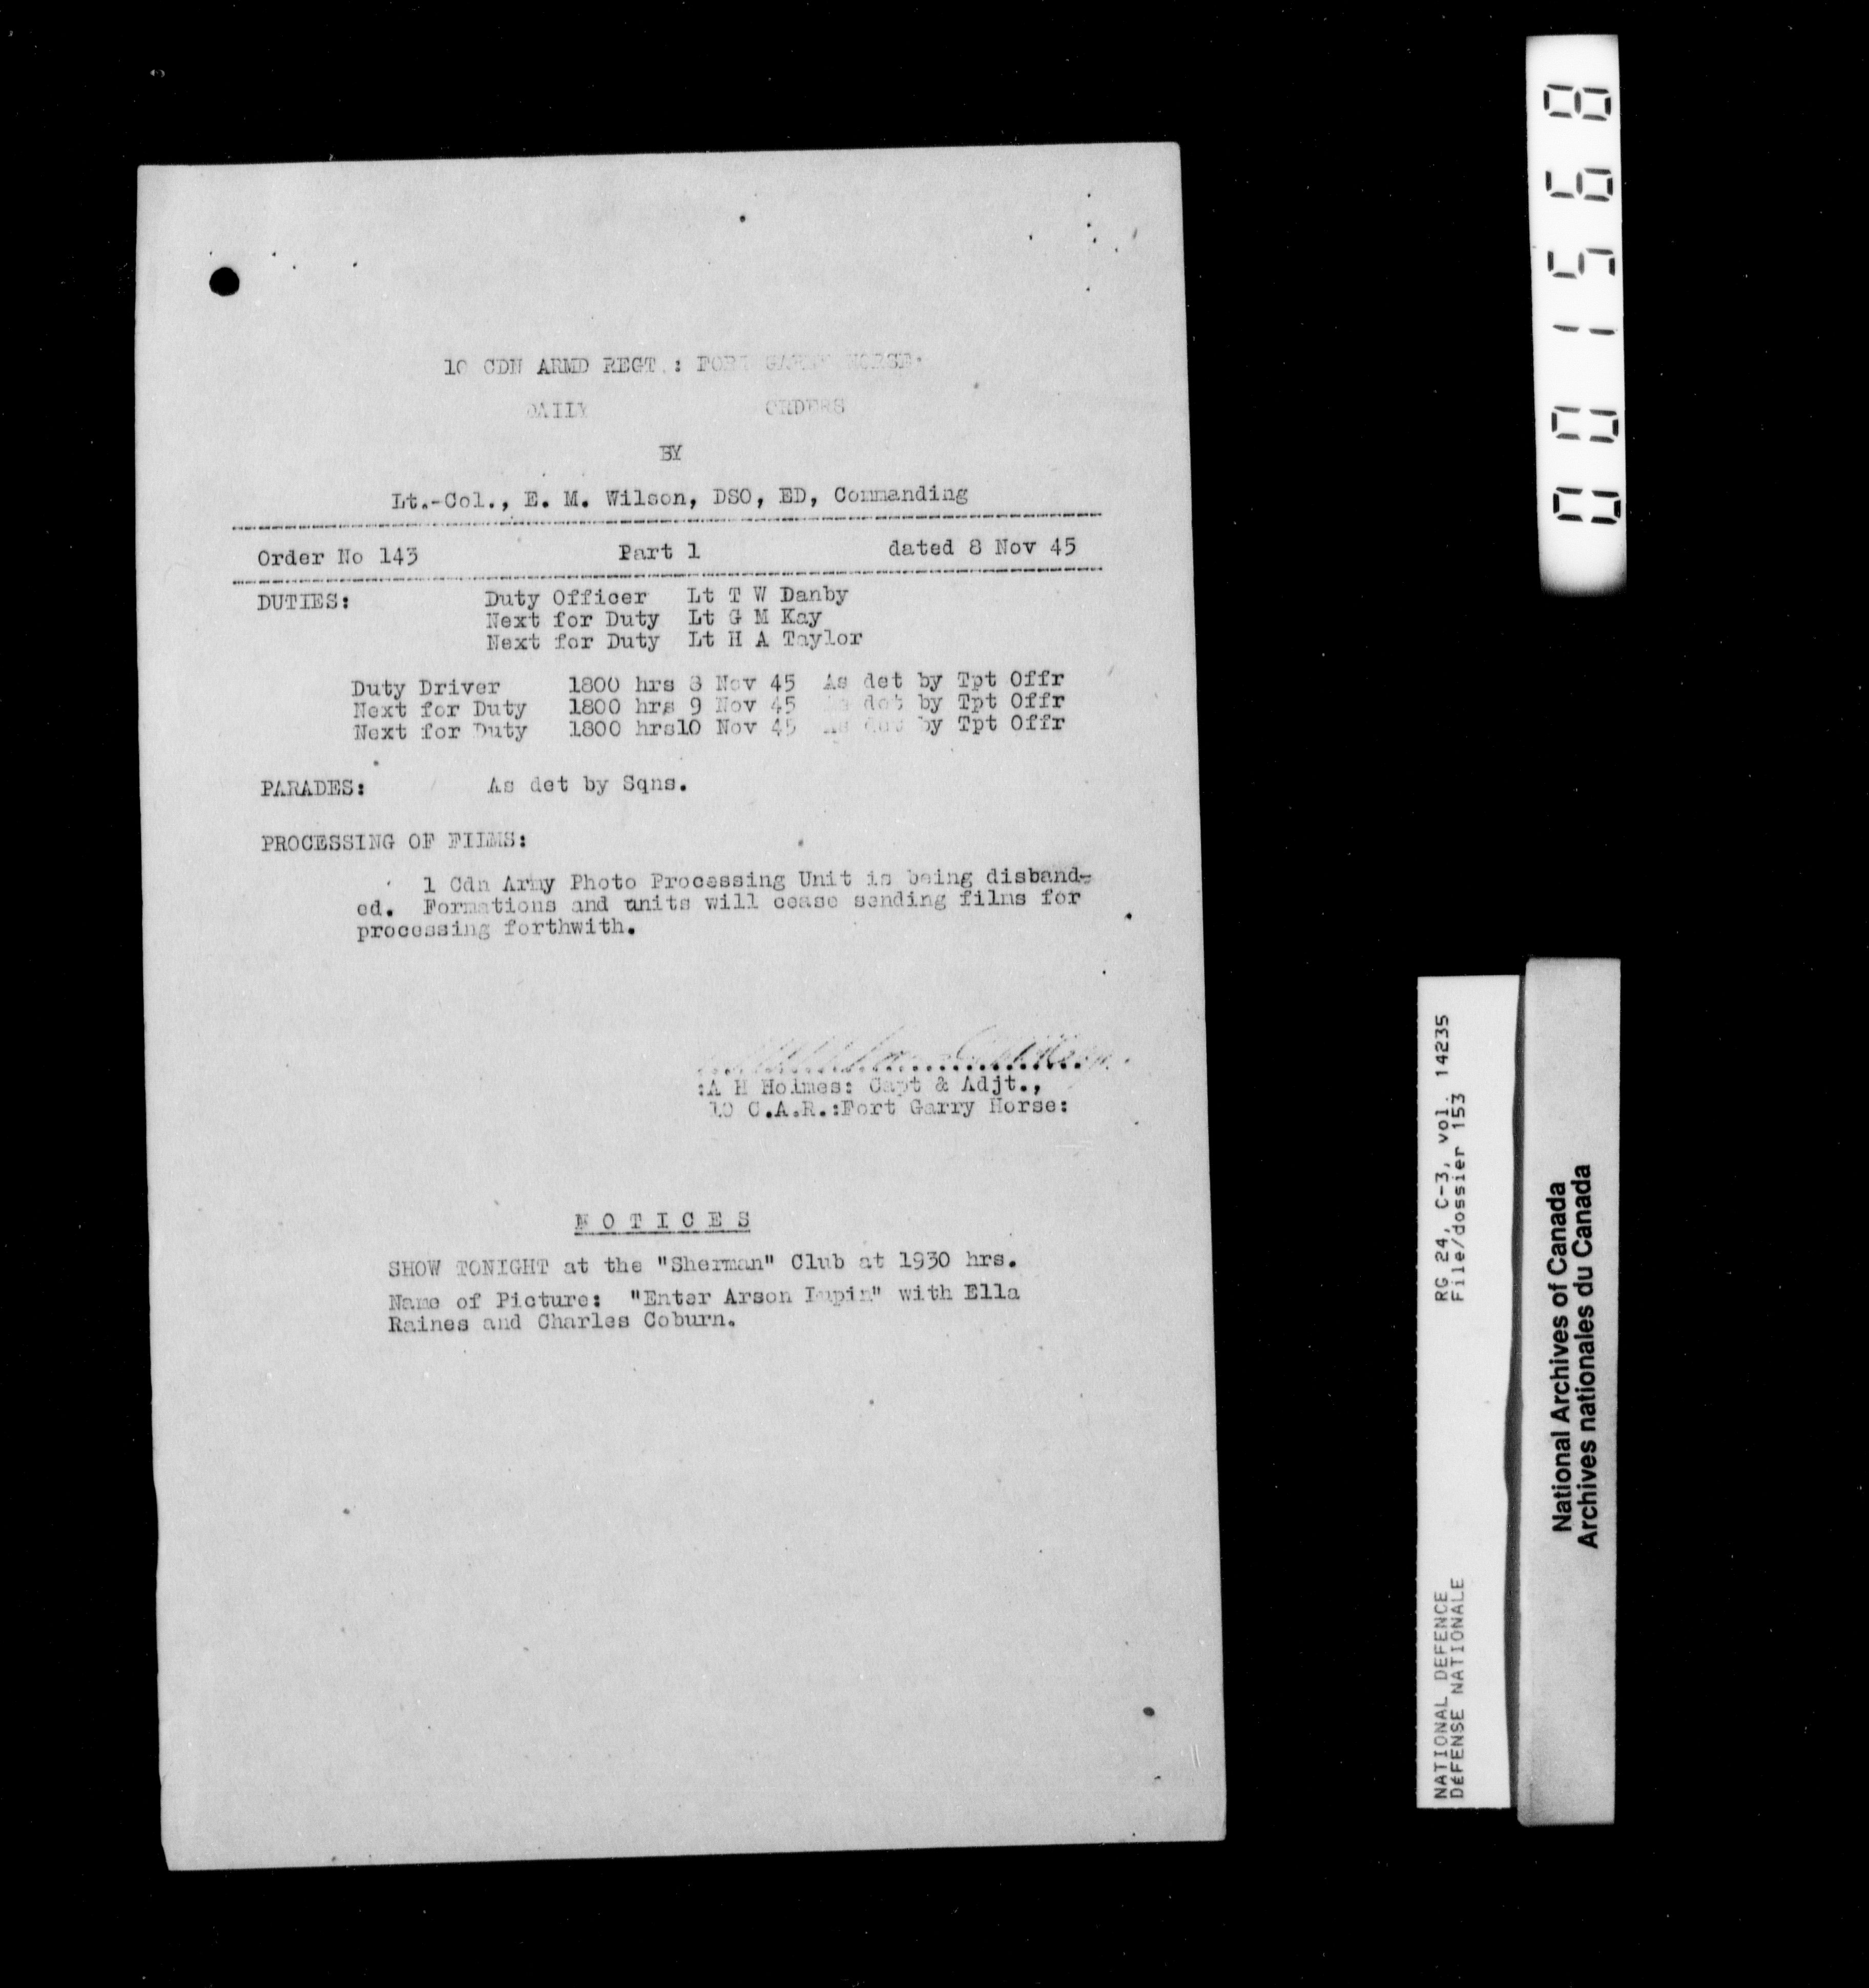 10 CDN ARMD REGT.: FORT GARRY HORSE.
DAILY ORDERS
BY
Lt.-Col., E. M. Wilson, DSO, ED, Commanding
Order No 143 Part 1 dated 8 Nov 45
DUTIES: Duty Officer Lt T W Danby
Next for Duty Lt G M Kay
Next for Duty Lt H A Taylor
Duty Driver 1800 hrs 8 Nov 45 As det by Tpt Offr
Next for Duty 1800 hrs 9 Nov 45 As det by Tpt Offr
Next for Duty 1800 hrs10 Nov 45 As det by Tpt Offr
PARADES: As det by Sqns.
PROCESSING OF FILMS:
1 Cdn Army Photo Processing Unit is being disband-
ed. Formations and units will cease sending films for
processing forthwith.
:A H Holmes: Capt & Adjt.,
10 C.A.R.:Fort Garry Horse:
N O T I C E S
SHOW TONIGHT at the "Sherman" Club at 1930 hrs.
Name of Picture: "Enter Arson Lupin" with Ella
Raines and Charles Coburn.
001568
RG 24, C-3, vol. 14235
File/dossier 153
NATIONAL DEFENCE
DÉFENSE NATIONALE
National Archives of Canada
Archives nationales du Canada